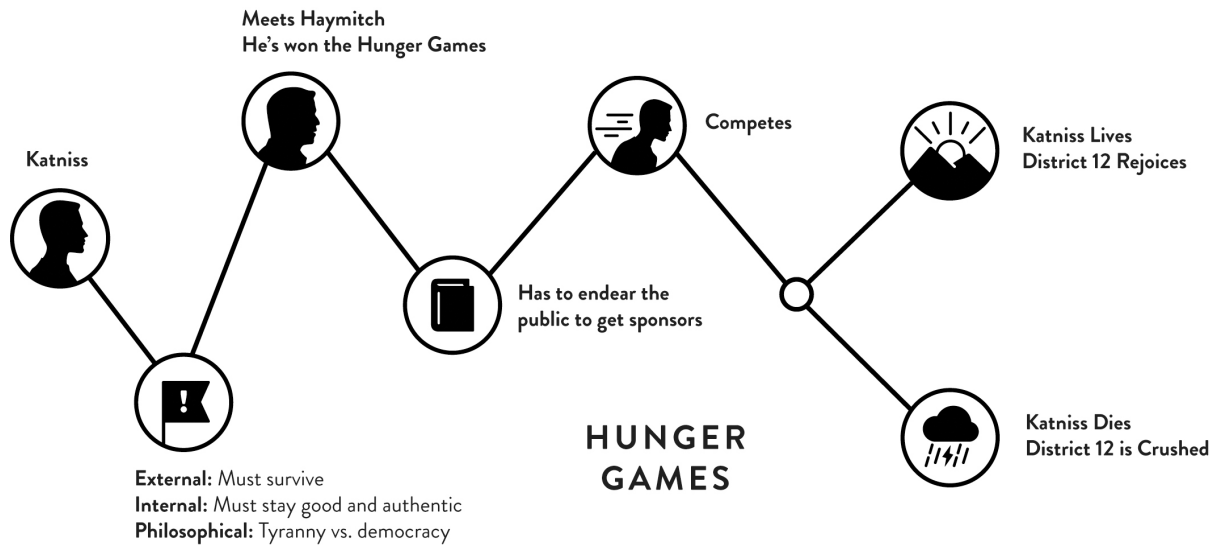 Meets Haymitch
He's won the Hunger Games
Katniss
Competes
Katniss Lives
District 12 Rejoices
Has to endear the
public to get sponsors
!
HUNGER
GAMES
Katniss Dies
District 12 is Crushed
External: Must survive
Internal: Must stay good and authentic
Philosophical: Tyranny vs. democracy